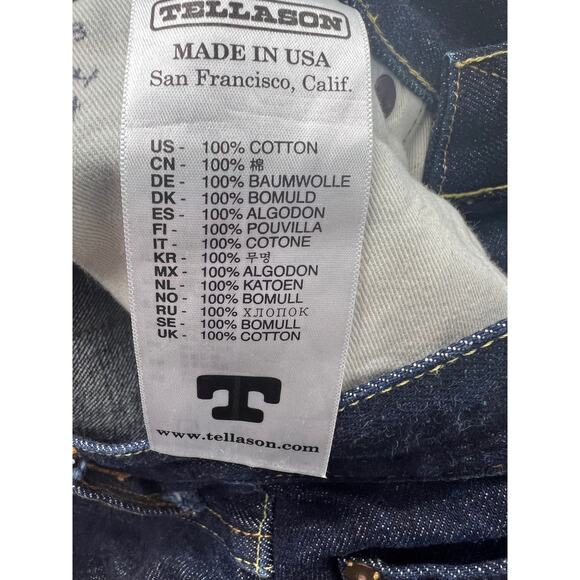 TELLASON
MADE IN USA
San Francisco, Calif.
US - 100% COTTON
CN - 100% 棉
DE - 100% BAUMWOLLE
DK - 100% BOMULD
ES - 100% ALGODON
FI - 100% POUVILLA
IT - 100% COTONE
KR - 100% 무명
MX - 100% ALGODON
NL - 100% KATOEN
NO - 100% BOMULL
RU - 100% хлопок
SE - 100% BOMULL
UK - 100% COTTON
T
www.tellason.com